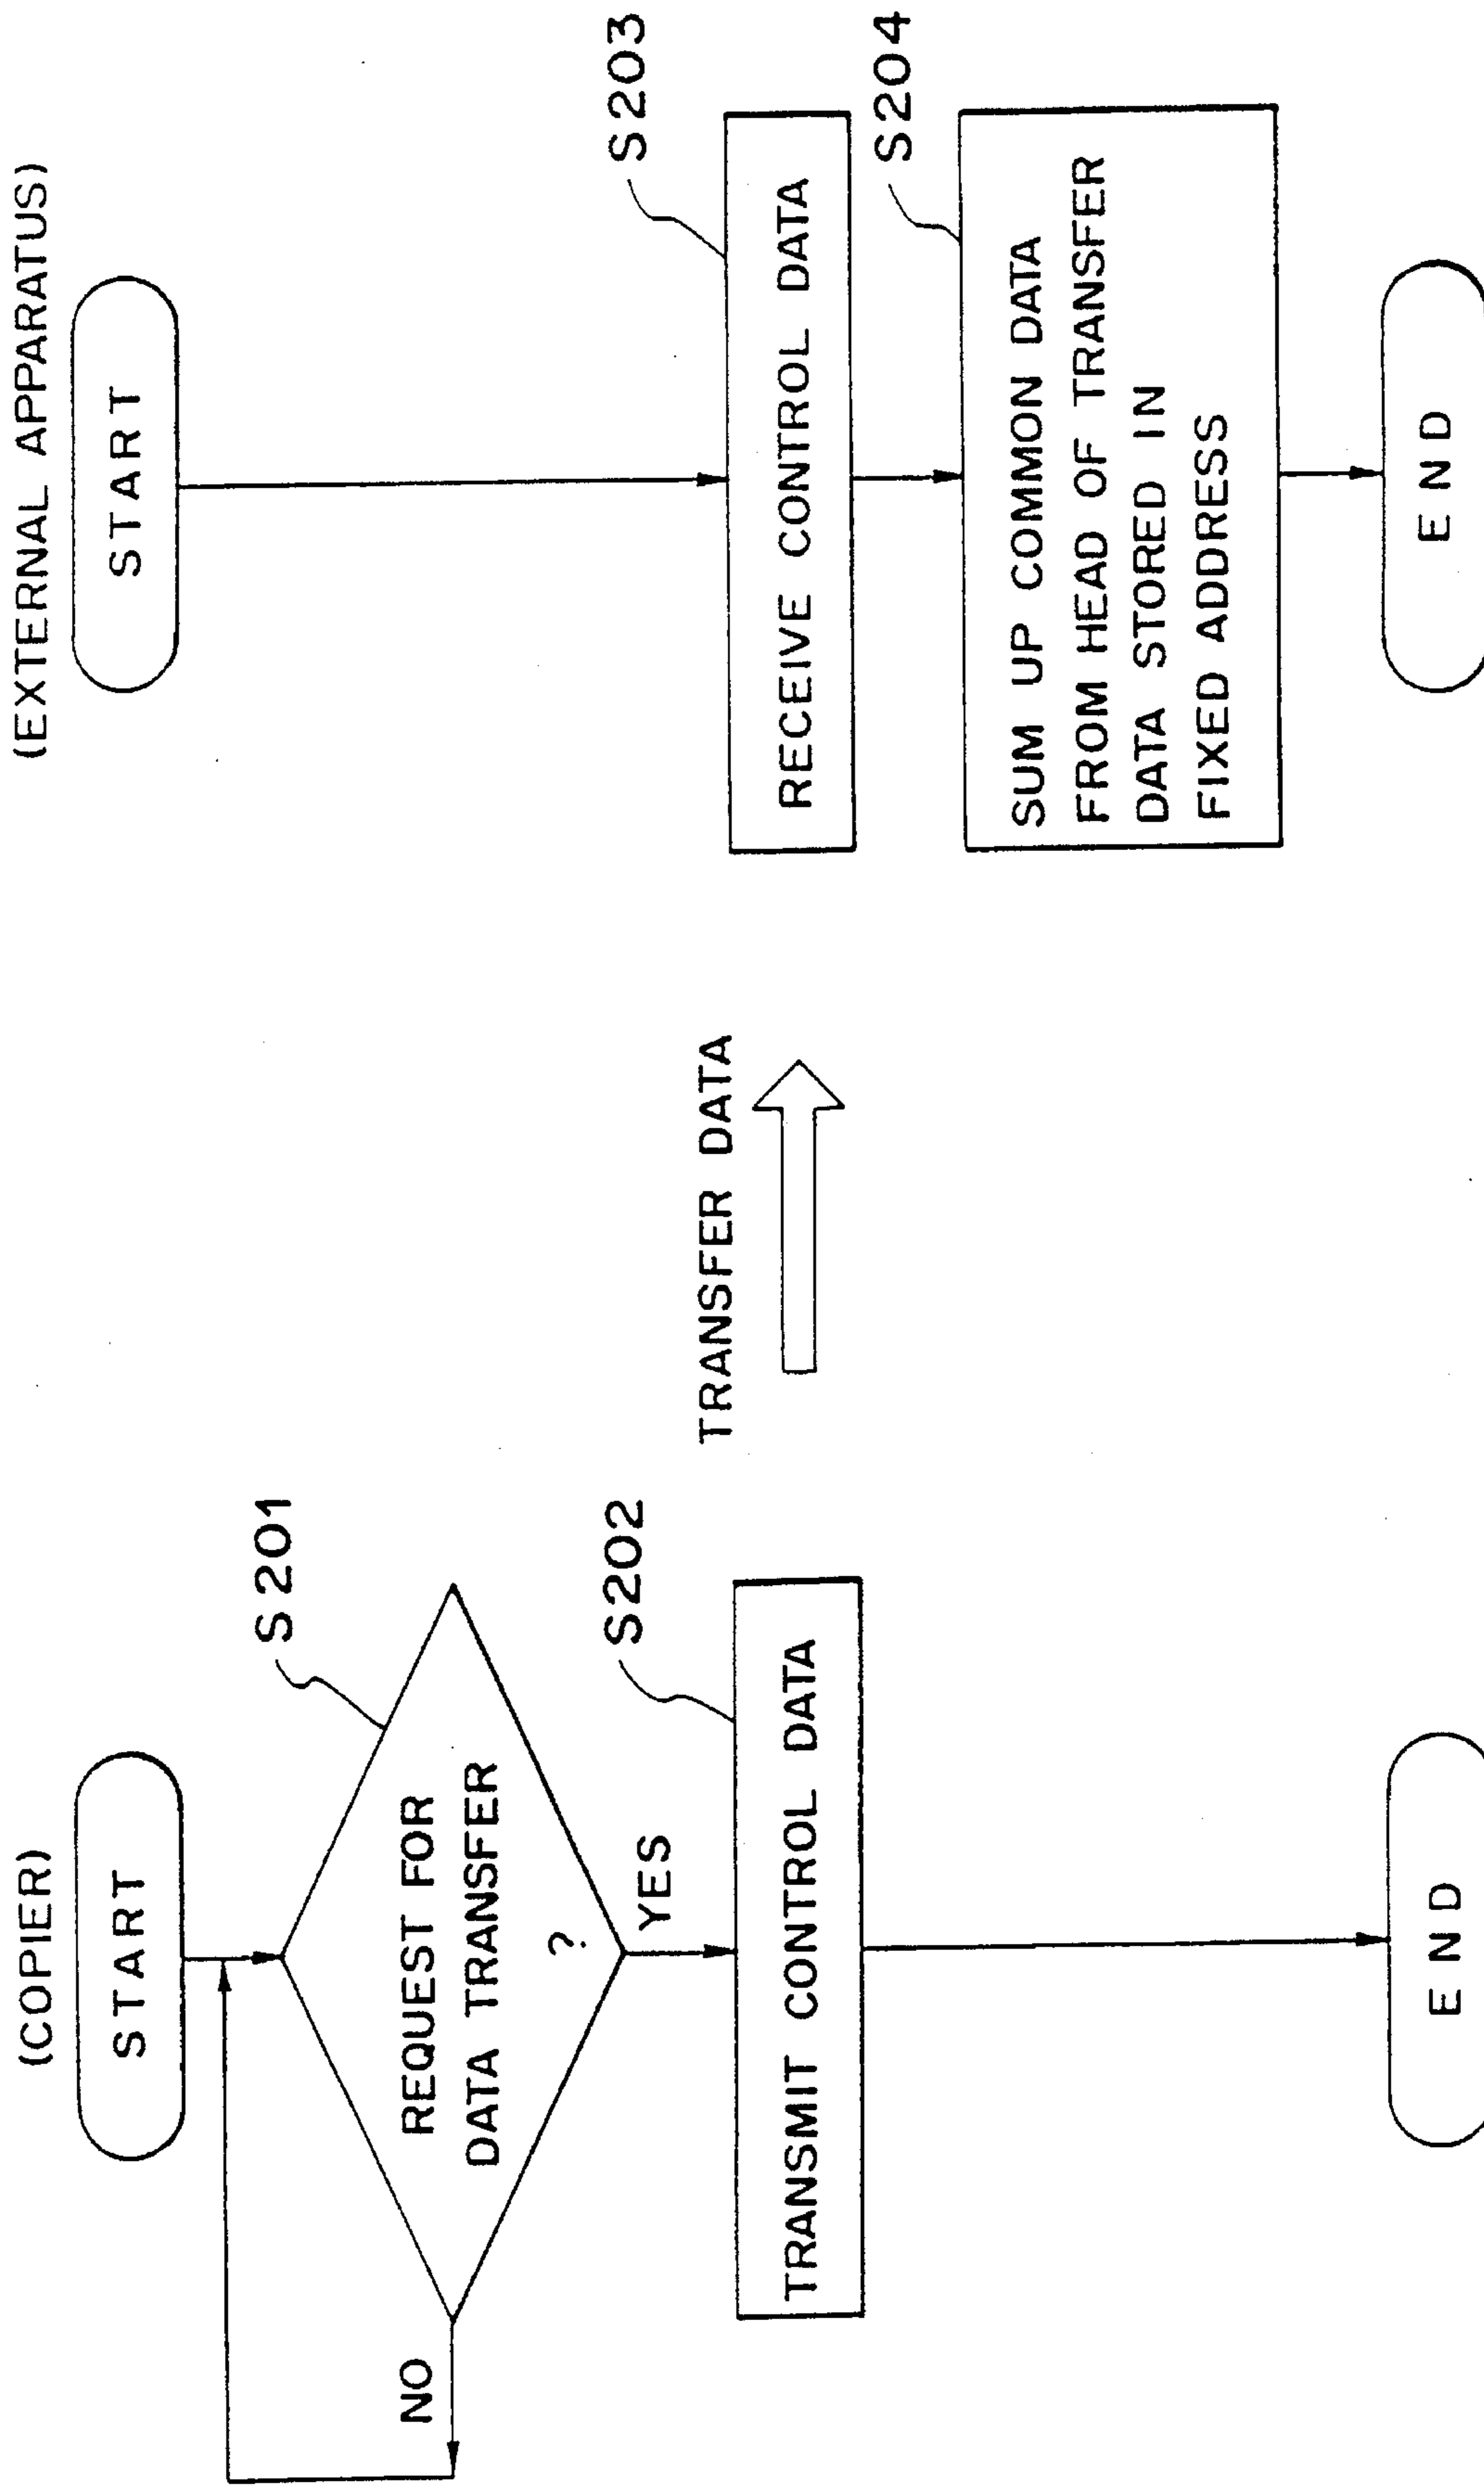 (COPIER)
START
S201
REQUEST FOR
DATA TRANSFER
?
NO
YES
S202
TRANSMIT CONTROL DATA
END
TRANSFER DATA
(EXTERNAL APPARATUS)
START
S203
RECEIVE CONTROL DATA
S204
SUM UP COMMON DATA
FROM HEAD OF TRANSFER
DATA STORED IN
FIXED ADDRESS
END